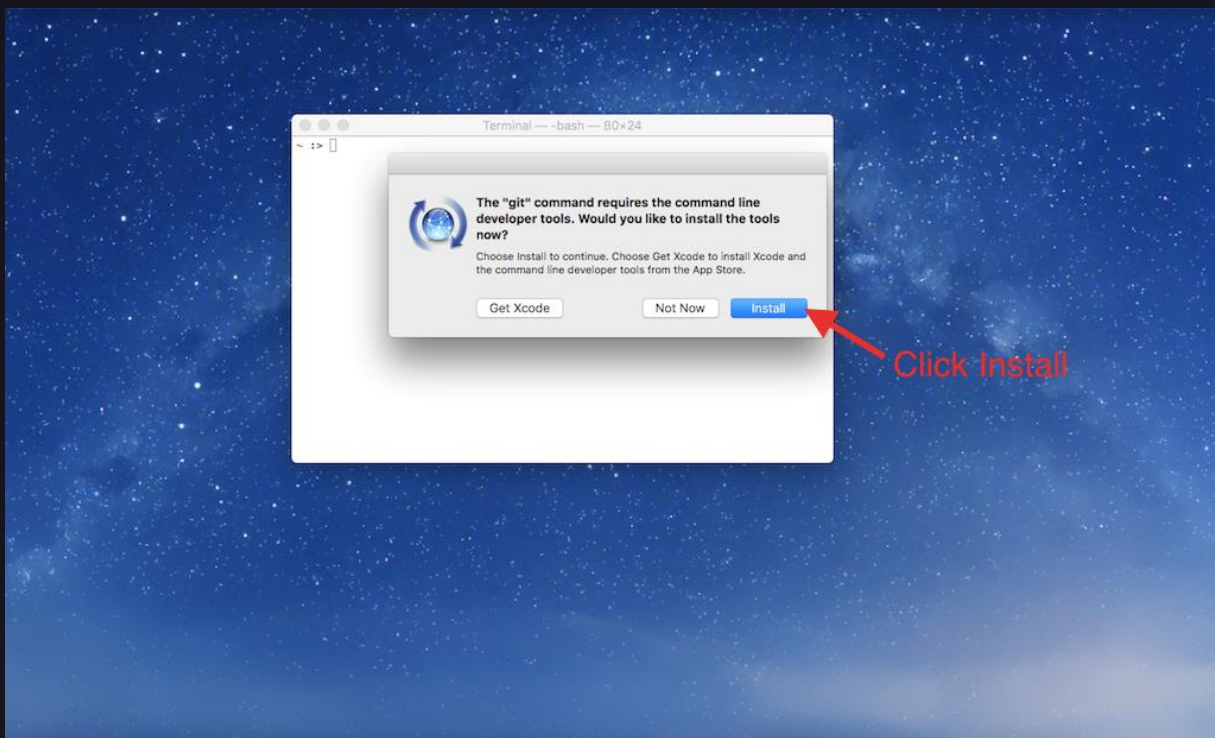 Terminal — -bash — 80×24
~ :>
The "git" command requires the command line
developer tools. Would you like to install the tools
now?
Choose Install to continue. Choose Get Xcode to install Xcode and
the command line developer tools from the App Store.
Get Xcode Not Now Install
Click Install